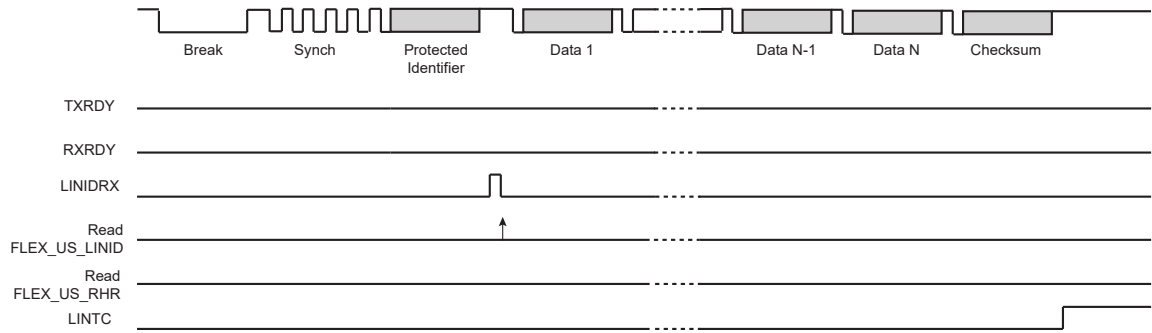 Break
Synch
Protected
Identifier
Data 1
Data N-1
Data N
Checksum
TXRDY
RXRDY
LINIDRX
Read
FLEX_US_LINID
Read
FLEX_US_RHR
LINTC